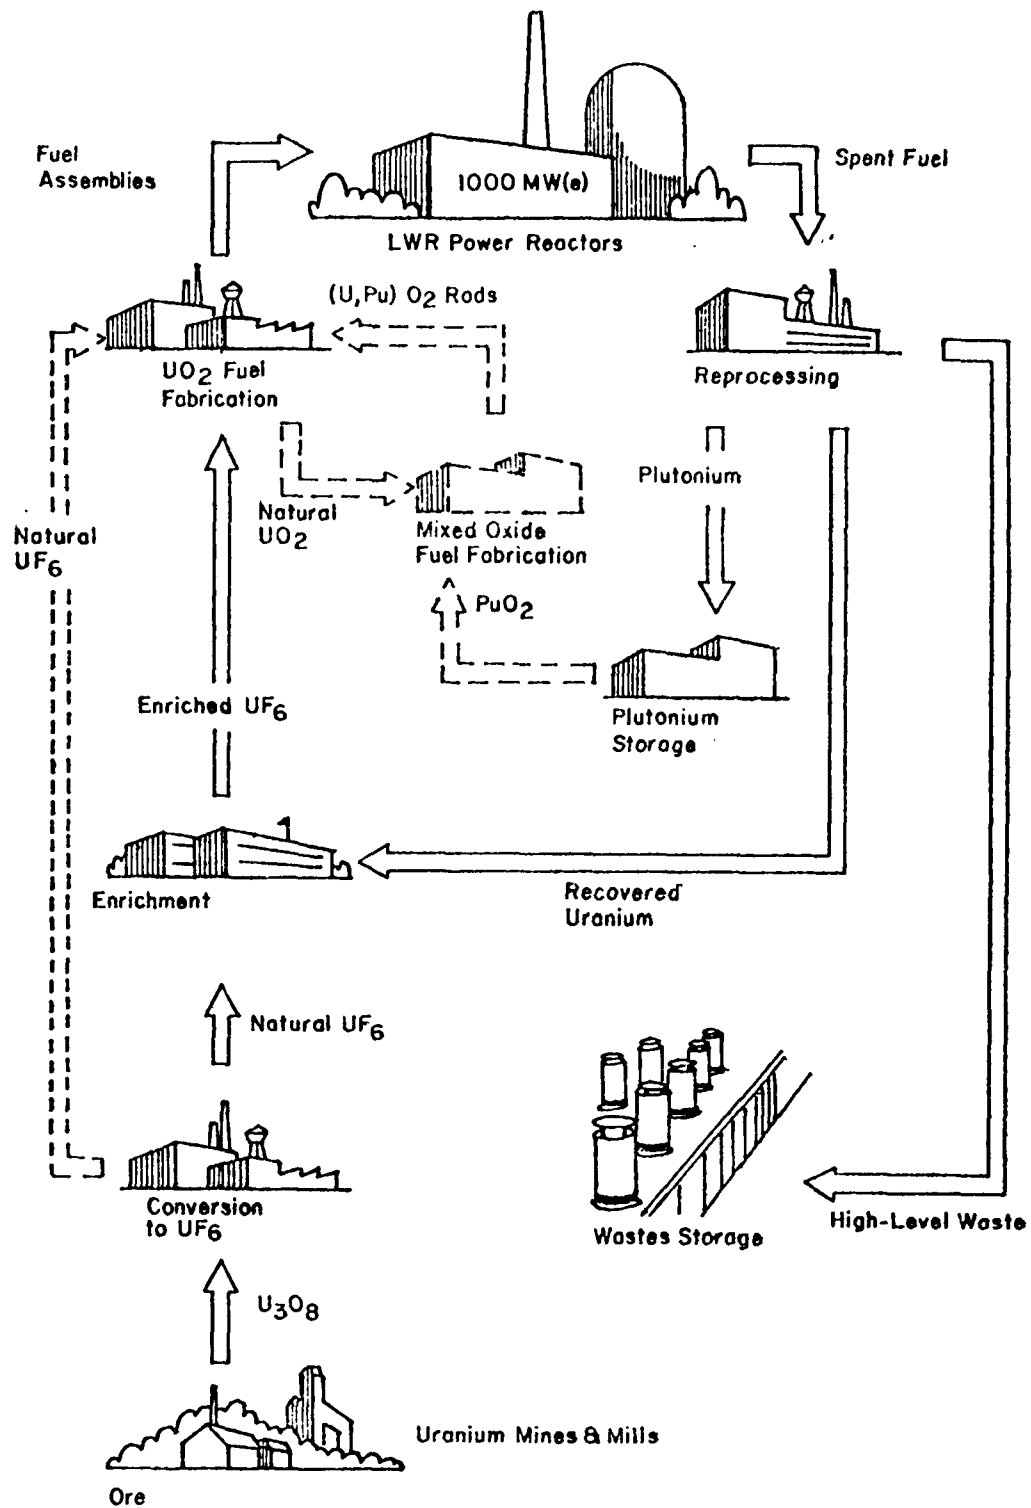 Fuel
Assemblies
1000 MW(e)
Spent Fuel
LWR Power Reactors
(U,Pu) O2 Rods
UO2 Fuel
Fabrication
Reprocessing
Natural
UO2
Mixed Oxide
Fuel Fabrication
Plutonium
Natural
UF6
PuO2
Enriched UF6
Plutonium
Storage
Enrichment
Recovered
Uranium
Natural UF6
Conversion
to UF6
Wastes Storage
High-Level Waste
U3O8
Uranium Mines & Mills
Ore